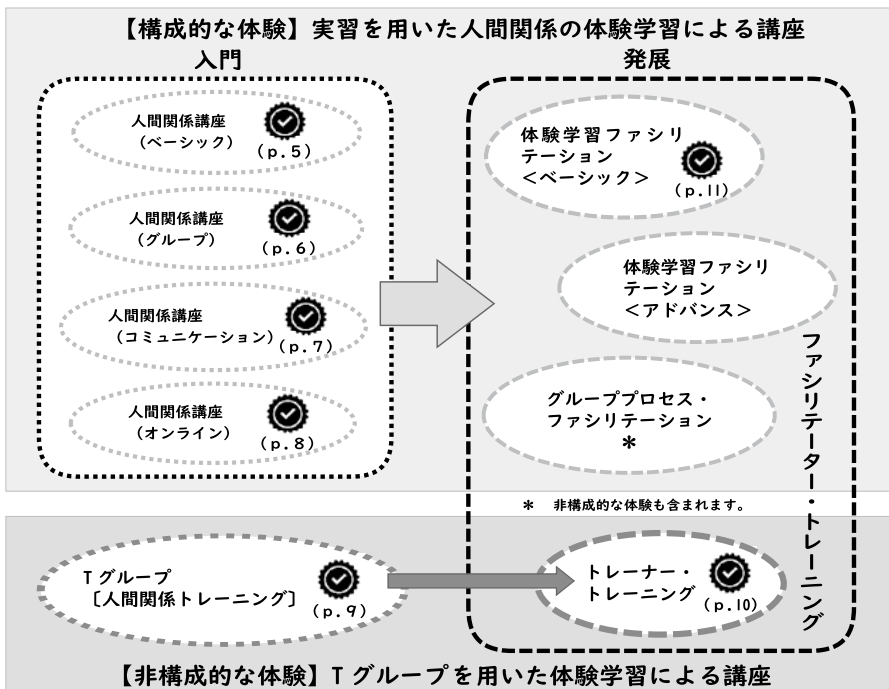 【構成的な体験】実習を用いた人間関係の体験学習による講座
入門
発展
人間関係講座
（ベーシック）
(p.5)
人間関係講座
（グループ）
(p.6)
人間関係講座
（コミュニケーション）
(p.7)
人間関係講座
（オンライン）
(p.8)
体験学習ファシリ
テーション
＜ベーシック＞
(p.11)
体験学習ファシリ
テーション
＜アドバンス＞
グループプロセス・
ファシリテーション
＊
ファシリテーター・トレーニング
＊　非構成的な体験も含まれます。
Tグループ
〔人間関係トレーニング〕
(p.9)
トレーナー・
トレーニング
(p.10)
【非構成的な体験】Tグループを用いた体験学習による講座